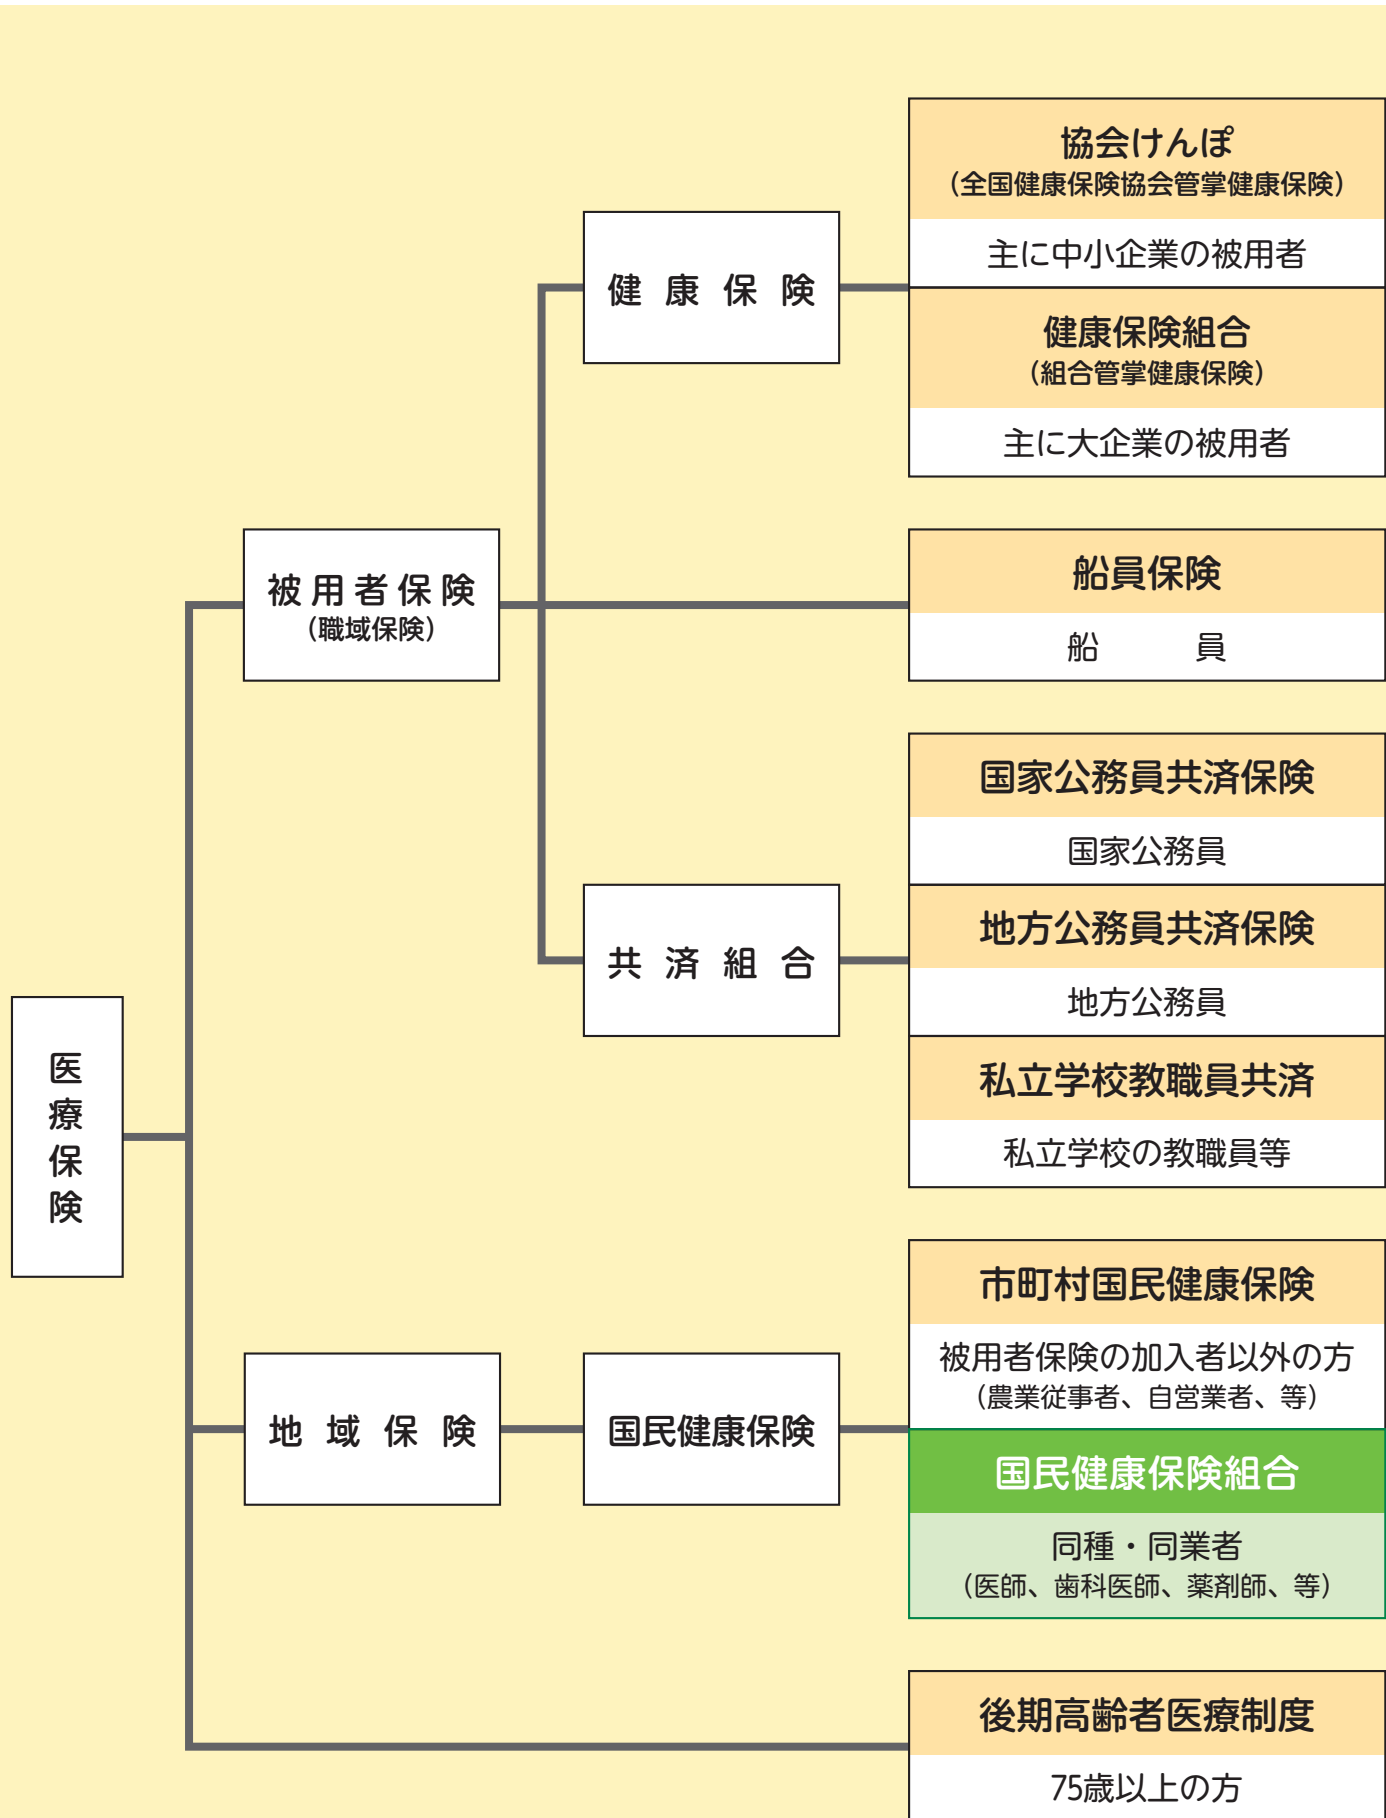 医療保険
被用者保険
（職域保険）
健康保険
協会けんぽ
（全国健康保険協会管掌健康保険）
主に中小企業の被用者
健康保険組合
（組合管掌健康保険）
主に大企業の被用者
船員保険
船　員
共済組合
国家公務員共済保険
国家公務員
地方公務員共済保険
地方公務員
私立学校教職員共済
私立学校の教職員等
地域保険
国民健康保険
市町村国民健康保険
被用者保険の加入者以外の方
（農業従事者、自営業者、等）
国民健康保険組合
同種・同業者
（医師、歯科医師、薬剤師、等）
後期高齢者医療制度
75歳以上の方